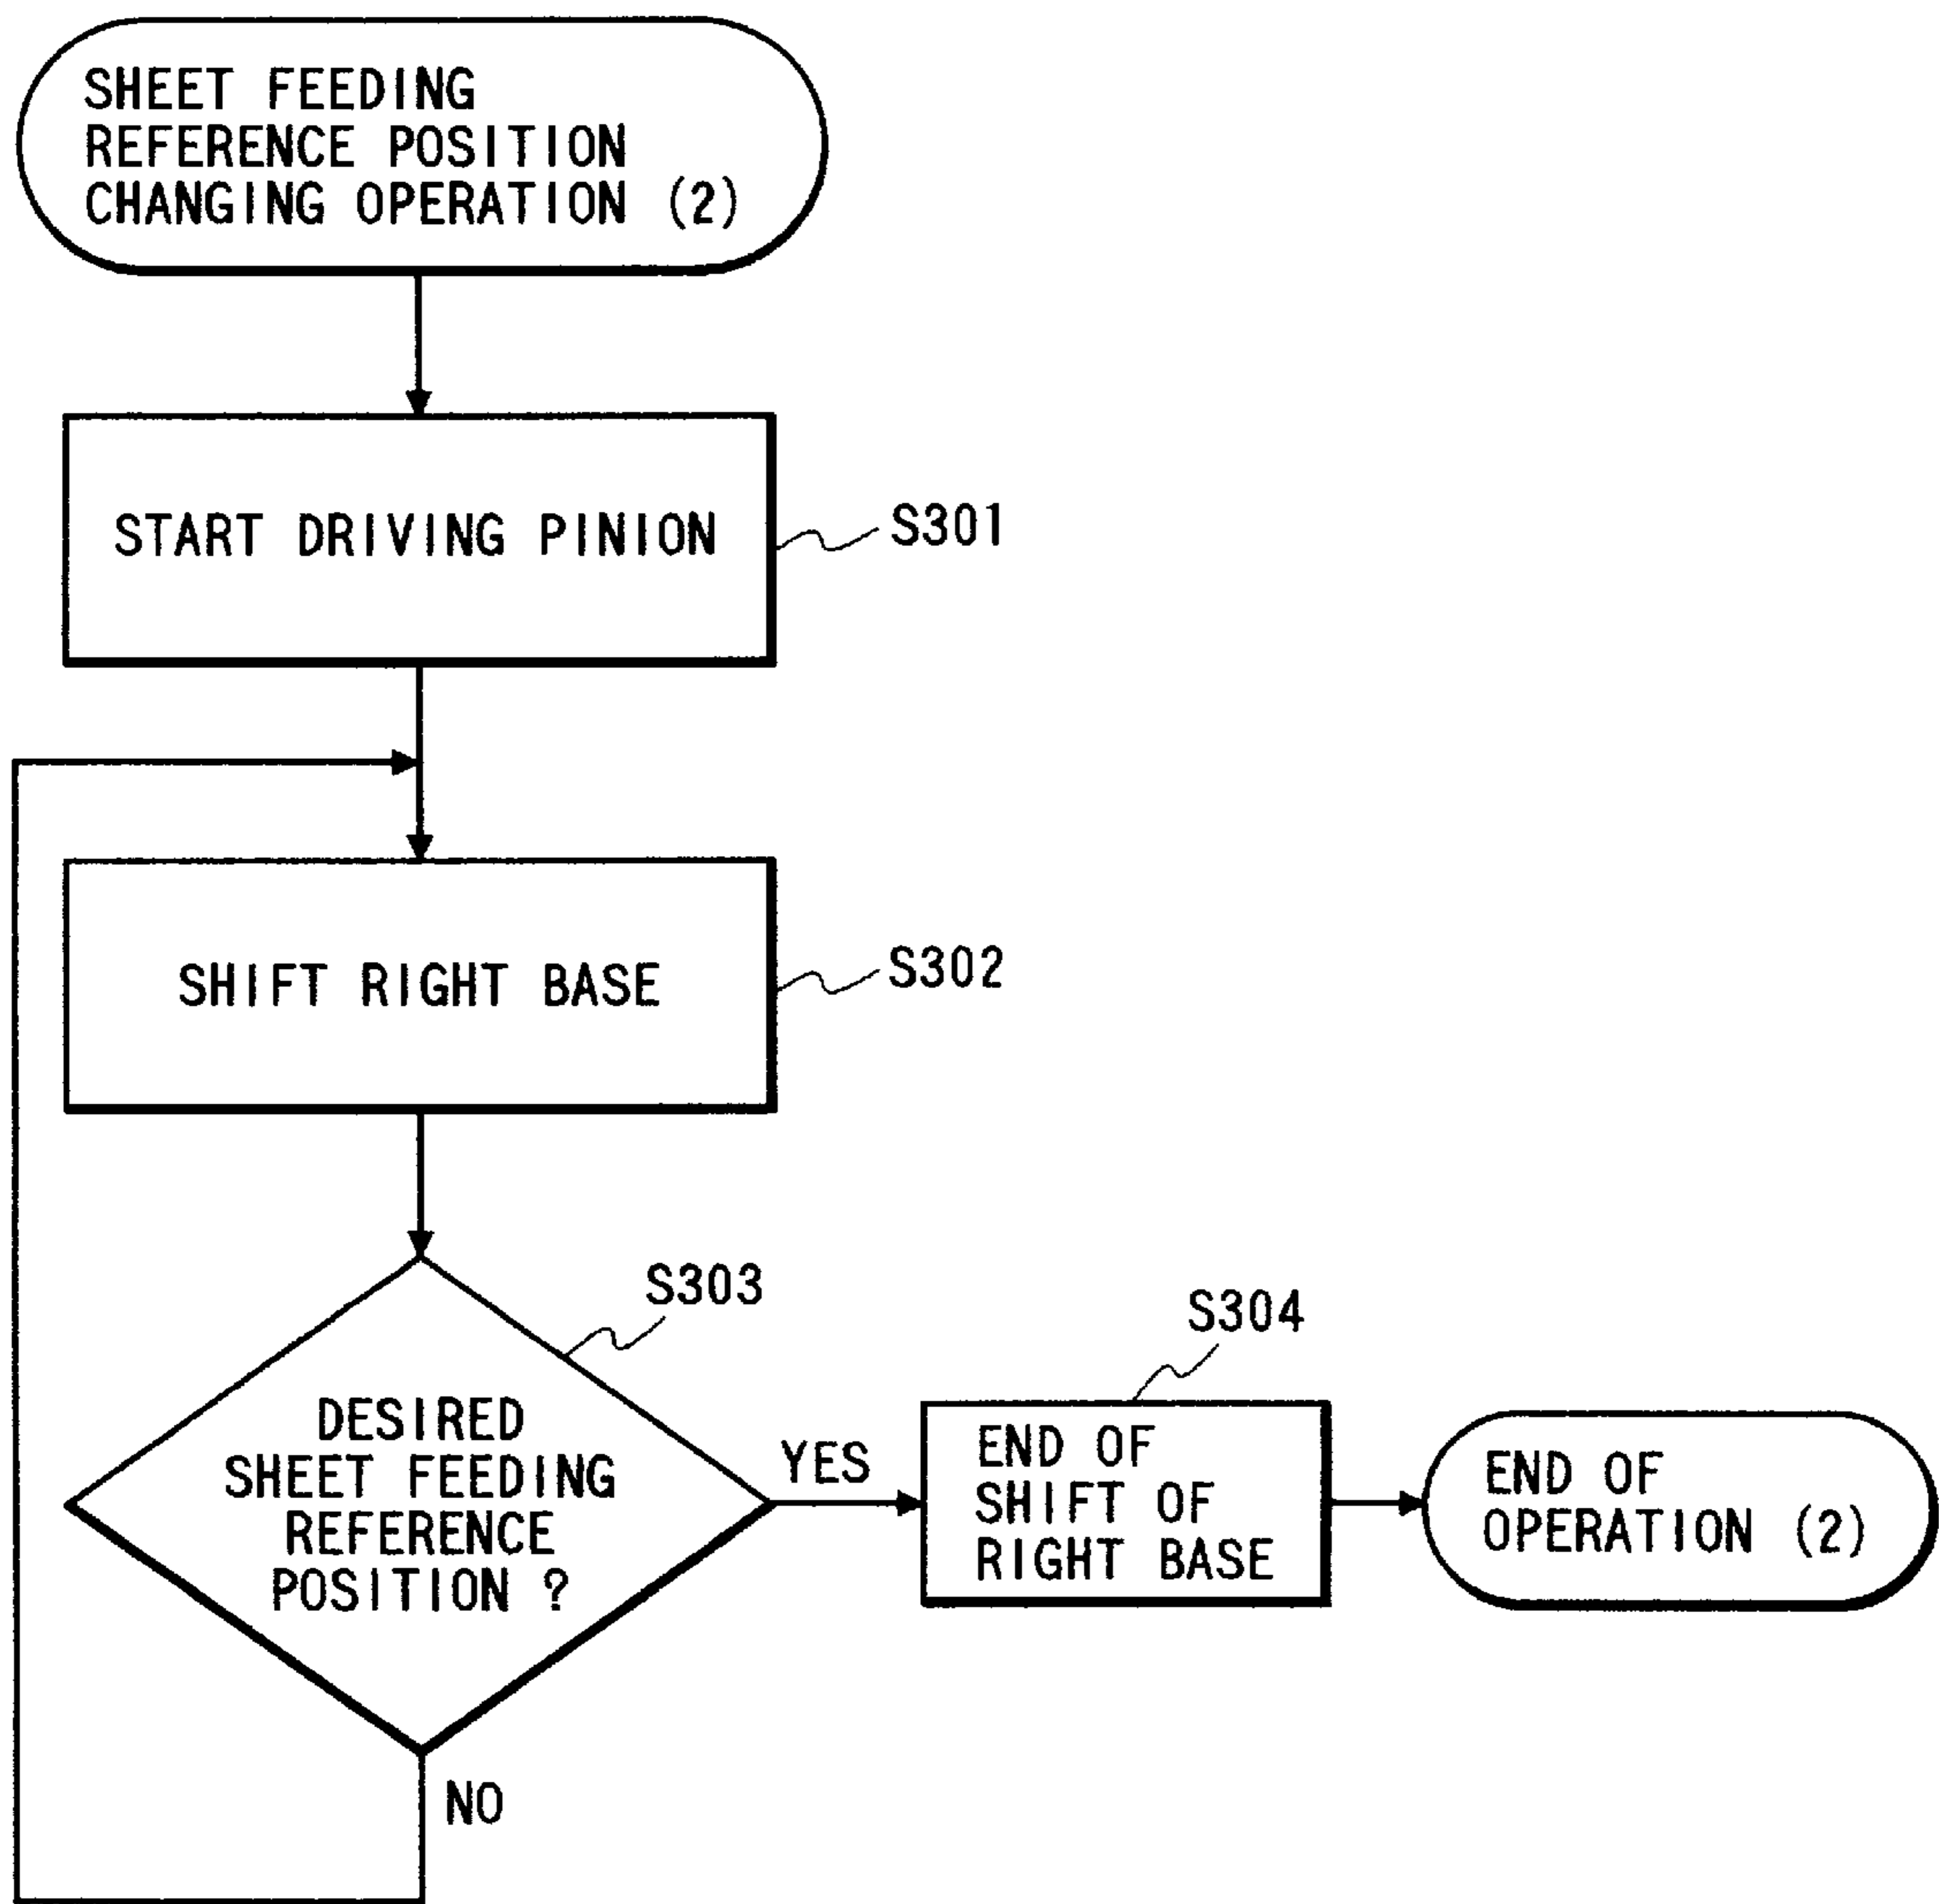 SHEET FEEDING
REFERENCE POSITION
CHANGING OPERATION (2)
START DRIVING PINION
S301
SHIFT RIGHT BASE
S302
S303
DESIRED
SHEET FEEDING
REFERENCE
POSITION ?
YES
NO
S304
END OF
SHIFT OF
RIGHT BASE
END OF
OPERATION (2)